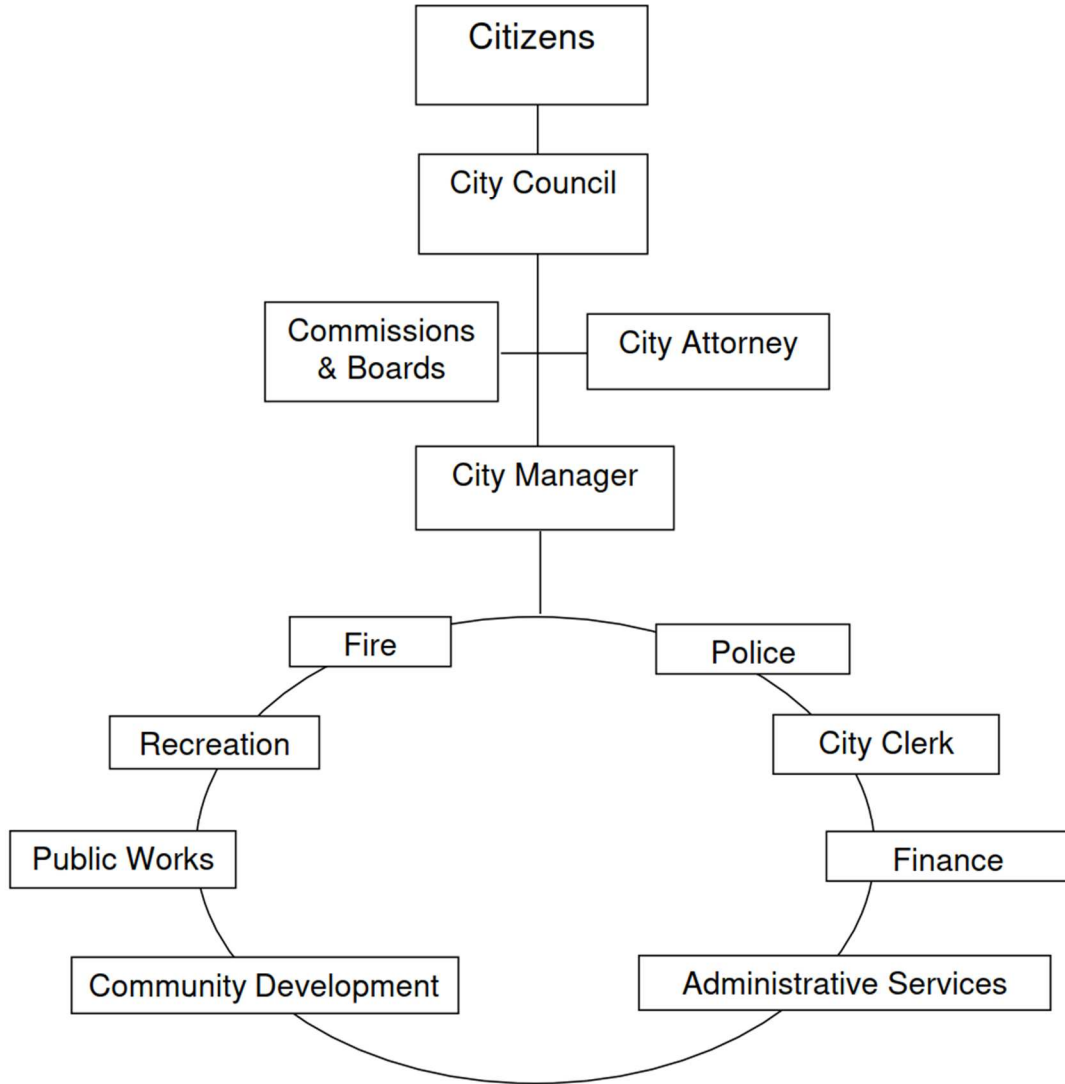 Citizens
City Council
Commissions
& Boards
City Attorney
City Manager
Fire
Police
Recreation
City Clerk
Public Works
Finance
Community Development
Administrative Services